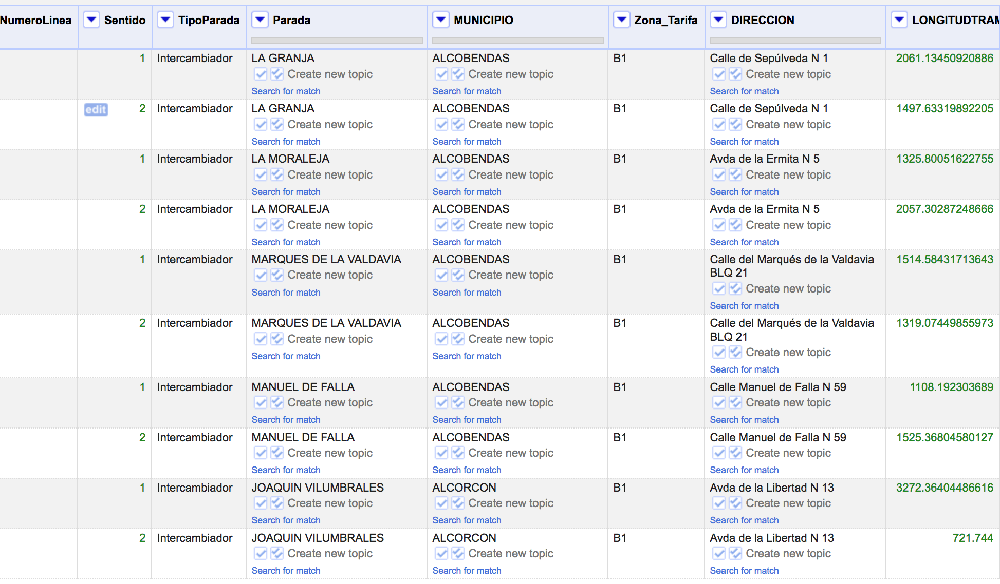 NumeroLinea Sentido TipoParada Parada MUNICIPIO Zona_Tarifa DIRECCION LONGITUDTRAM
1 Intercambiador LA GRANJA ALCOBENDAS B1 Calle de Sepúlveda N 1 2061.13450920886
Create new topic Create new topic Create new topic
Search for match Search for match Search for match
edit 2 Intercambiador LA GRANJA ALCOBENDAS B1 Calle de Sepúlveda N 1 1497.63319892205
Create new topic Create new topic Create new topic
Search for match Search for match Search for match
1 Intercambiador LA MORALEJA ALCOBENDAS B1 Avda de la Ermita N 5 1325.80051622755
Create new topic Create new topic Create new topic
Search for match Search for match Search for match
2 Intercambiador LA MORALEJA ALCOBENDAS B1 Avda de la Ermita N 5 2057.30287248666
Create new topic Create new topic Create new topic
Search for match Search for match Search for match
1 Intercambiador MARQUES DE LA VALDAVIA ALCOBENDAS B1 Calle del Marqués de la Valdavia 1514.58431713643
BLQ 21
Create new topic Create new topic Create new topic
Search for match Search for match Search for match
2 Intercambiador MARQUES DE LA VALDAVIA ALCOBENDAS B1 Calle del Marqués de la Valdavia 1319.07449855973
BLQ 21
Create new topic Create new topic Create new topic
Search for match Search for match Search for match
1 Intercambiador MANUEL DE FALLA ALCOBENDAS B1 Calle Manuel de Falla N 59 1108.192303689
Create new topic Create new topic Create new topic
Search for match Search for match Search for match
2 Intercambiador MANUEL DE FALLA ALCOBENDAS B1 Calle Manuel de Falla N 59 1525.36804580127
Create new topic Create new topic Create new topic
Search for match Search for match Search for match
1 Intercambiador JOAQUIN VILUMBRALES ALCORCON B1 Avda de la Libertad N 13 3272.36404486616
Create new topic Create new topic Create new topic
Search for match Search for match Search for match
2 Intercambiador JOAQUIN VILUMBRALES ALCORCON B1 Avda de la Libertad N 13 721.744
Create new topic Create new topic Create new topic
Search for match Search for match Search for match